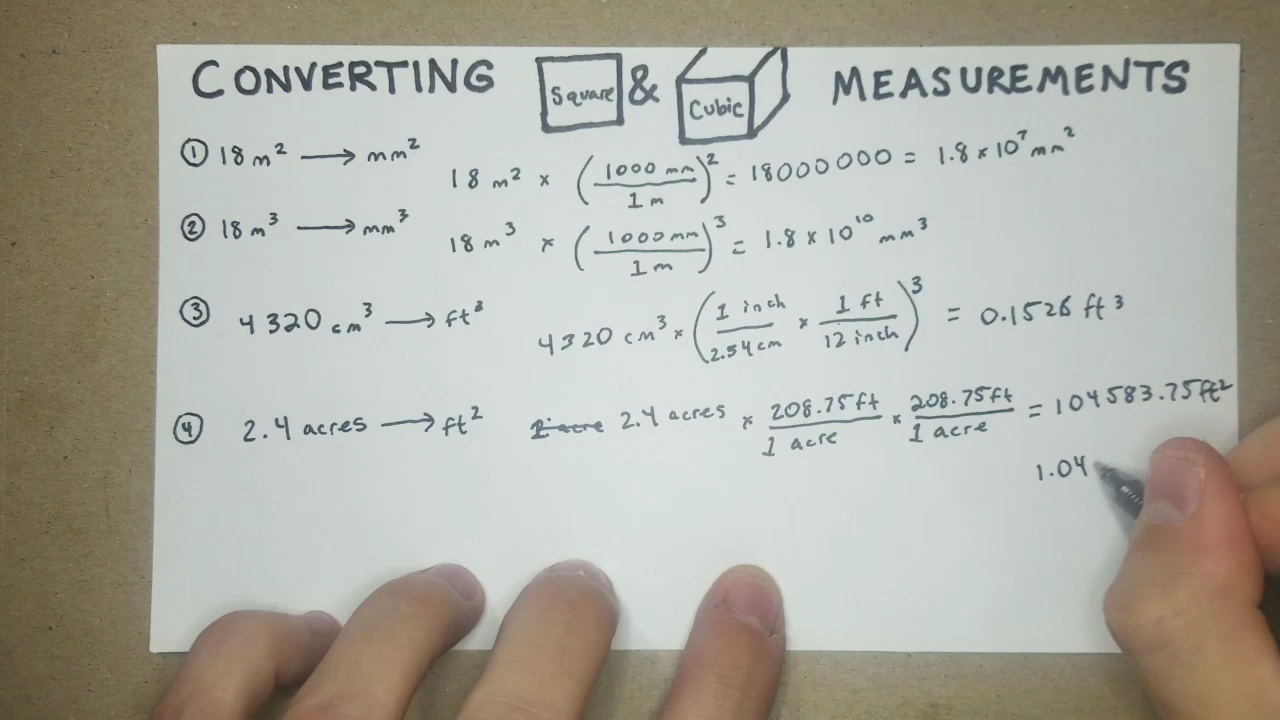 CONVERTING Square & Cubic MEASUREMENTS
① 18 m² → mm² 18 m² × (1000 mm / 1 m)² = 18000000 = 1.8 × 10⁷ mm²
② 18 m³ → mm³ 18 m³ × (1000 mm / 1 m)³ = 1.8 × 10¹⁰ mm³
③ 4320 cm³ → ft³ 4320 cm³ × (1 inch / 2.54 cm × 1 ft / 12 inch)³ = 0.1526 ft³
④ 2.4 acres → ft² 1 acre 2.4 acres × 208.75 ft / 1 acre × 208.75 ft / 1 acre = 104583.75 ft²
1.04